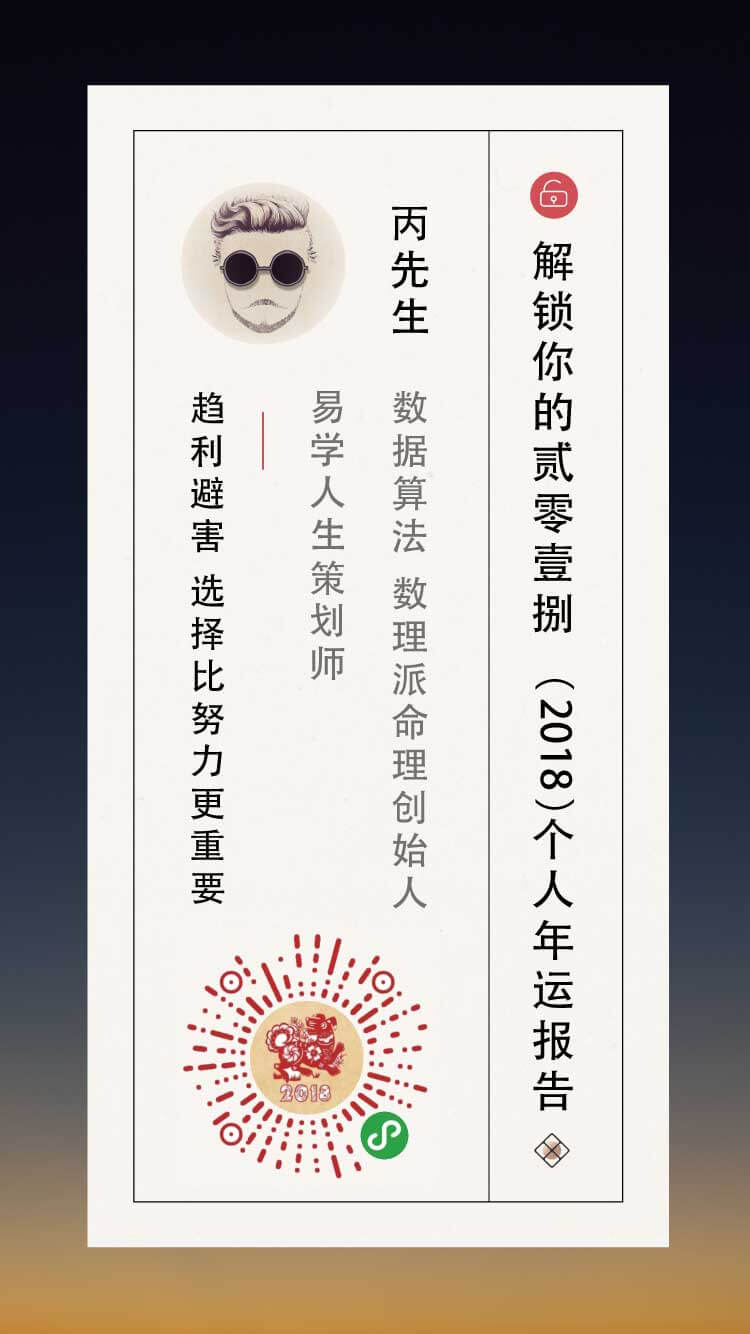 解锁你的贰零壹捌（2018）个人年运报告
丙先生
数据算法 数理派命理创始人
易学人生策划师
趋利避害 选择比努力更重要
2018